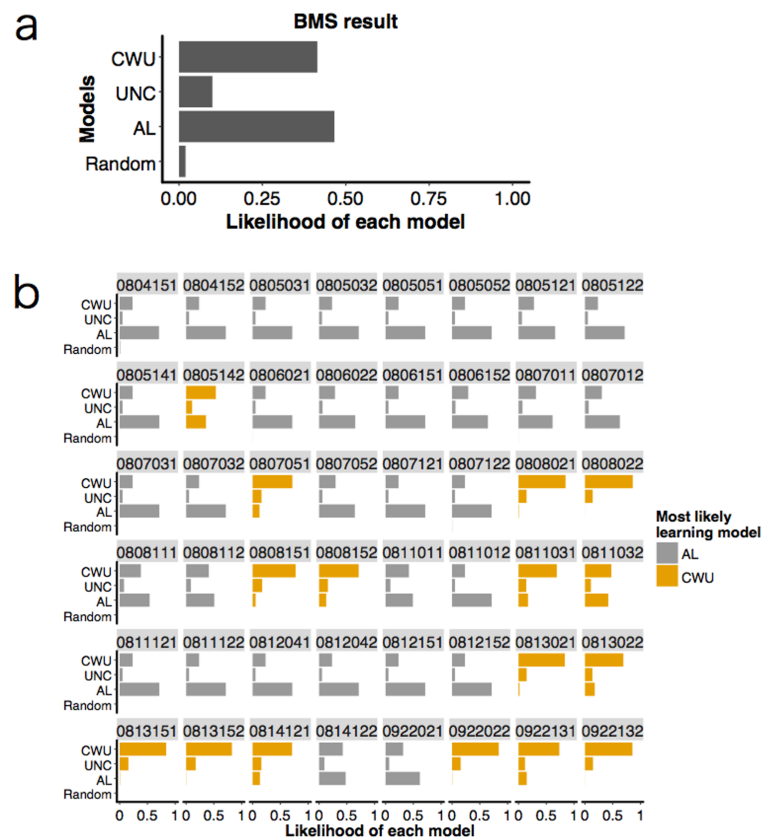 a
BMS result
Models
CWU
UNC
AL
Random
0.00 0.25 0.50 0.75 1.00
Likelihood of each model
b
0804151 0804152 0805031 0805032 0805051 0805052 0805121 0805122
CWU
UNC
AL
Random
0805141 0805142 0806021 0806022 0806151 0806152 0807011 0807012
CWU
UNC
AL
Random
0807031 0807032 0807051 0807052 0807121 0807122 0808021 0808022
CWU
UNC
AL
Random
Most likely
learning model
AL
CWU
0808111 0808112 0808151 0808152 0811011 0811012 0811031 0811032
CWU
UNC
AL
Random
0811121 0811122 0812041 0812042 0812151 0812152 0813021 0813022
CWU
UNC
AL
Random
0813151 0813152 0814121 0814122 0922021 0922022 0922131 0922132
CWU
UNC
AL
Random
0 0.5 1 0 0.5 1 0 0.5 1 0 0.5 1 0 0.5 1 0 0.5 1 0 0.5 1 0 0.5 1
Likelihood of each model